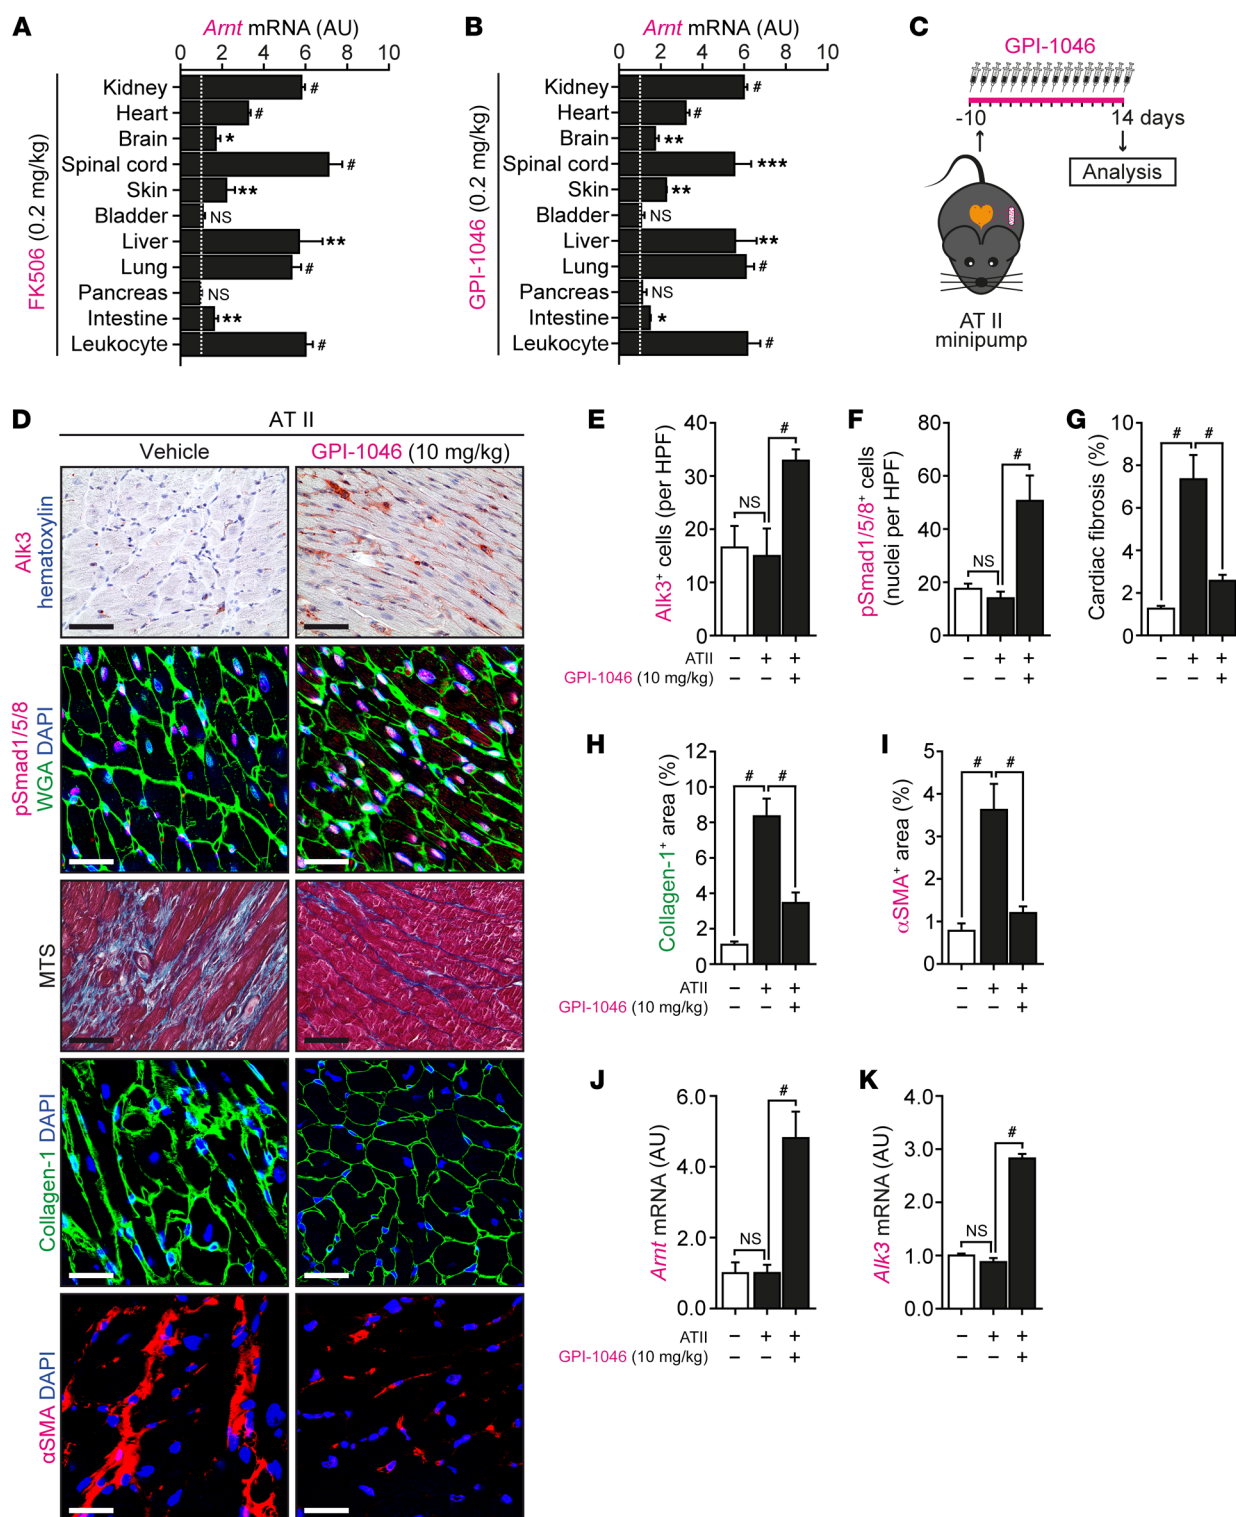 A
Arnt mRNA (AU)
0 2 4 6 8 10
FK506 (0.2 mg/kg)
Kidney #
Heart #
Brain *
Spinal cord #
Skin **
Bladder NS
Liver **
Lung #
Pancreas NS
Intestine **
Leukocyte #
B
Arnt mRNA (AU)
0 2 4 6 8 10
GPI-1046 (0.2 mg/kg)
Kidney #
Heart #
Brain **
Spinal cord ***
Skin **
Bladder NS
Liver **
Lung #
Pancreas NS
Intestine *
Leukocyte #
C
GPI-1046
-10 14 days
Analysis
AT II
minipump
D
AT II
Vehicle GPI-1046 (10 mg/kg)
Alk3
hematoxylin
pSmad1/5/8
WGA DAPI
MTS
Collagen-1 DAPI
αSMA DAPI
E
Alk3+ cells (per HPF)
40
30
20
10
0
NS #
ATII − + +
GPI-1046 (10 mg/kg) − − +
F
pSmad1/5/8+ cells
(nuclei per HPF)
80
60
40
20
0
NS #
− + +
− − +
G
Cardiac fibrosis (%)
10
8
6
4
2
0
# #
− + +
− − +
H
Collagen-1+ area (%)
12
10
8
6
4
2
0
# #
ATII − + +
GPI-1046 (10 mg/kg) − − +
I
αSMA+ area (%)
5
4
3
2
1
0
# #
− + +
− − +
J
Arnt mRNA (AU)
6.0
4.0
2.0
0.0
NS #
ATII − + +
GPI-1046 (10 mg/kg) − − +
K
Alk3 mRNA (AU)
4.0
3.0
2.0
1.0
0.0
NS #
− + +
− − +